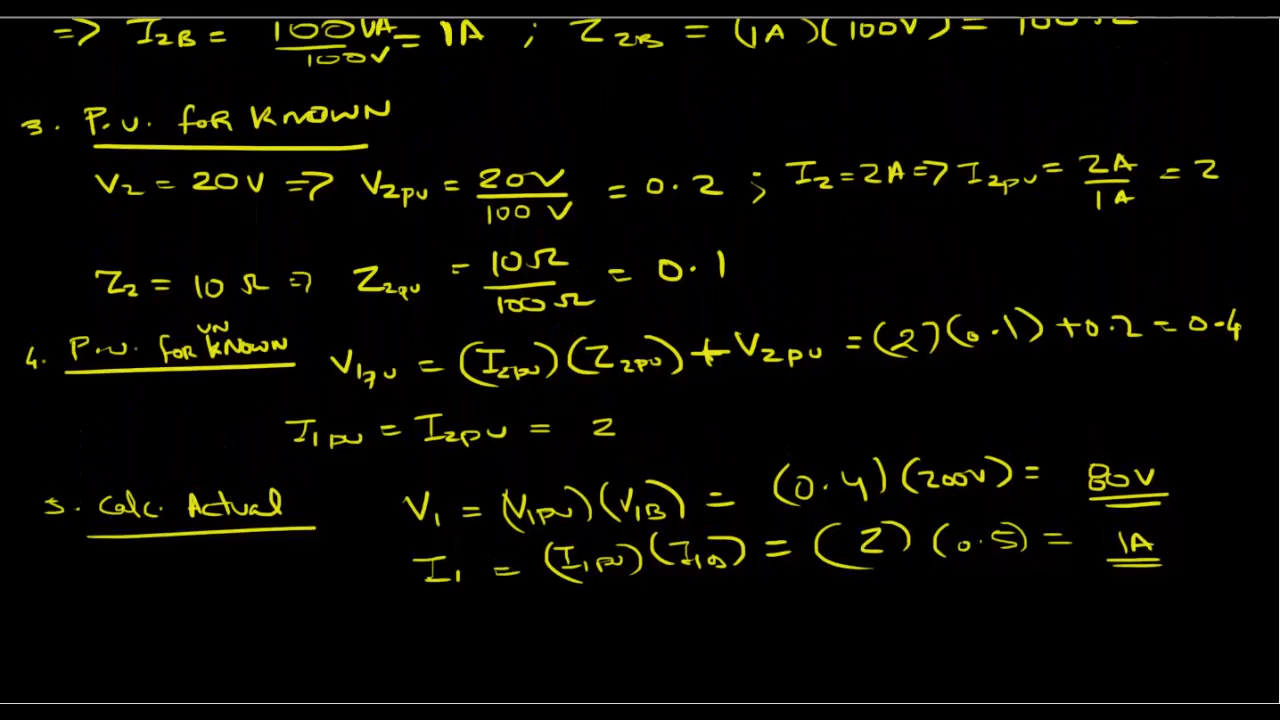 => I2B = 100VA/100V = 1A ; Z2B = (1A)(100V) = 100Ω
3. P.U. for KNOWN
V2 = 20V => V2pu = 20V/100V = 0.2 ; I2 = 2A => I2pu = 2A/1A = 2
Z2 = 10Ω => Z2pu = 10Ω/100Ω = 0.1
4. P.U. for UNKNOWN V1pu = (I2pu)(Z2pu) + V2pu = (2)(0.1) + 0.2 = 0.4
I1pu = I2pu = 2
5. Calc. Actual V1 = (V1pu)(V1B) = (0.4)(200V) = 80V
I1 = (I1pu)(I1B) = (2)(0.5) = 1A